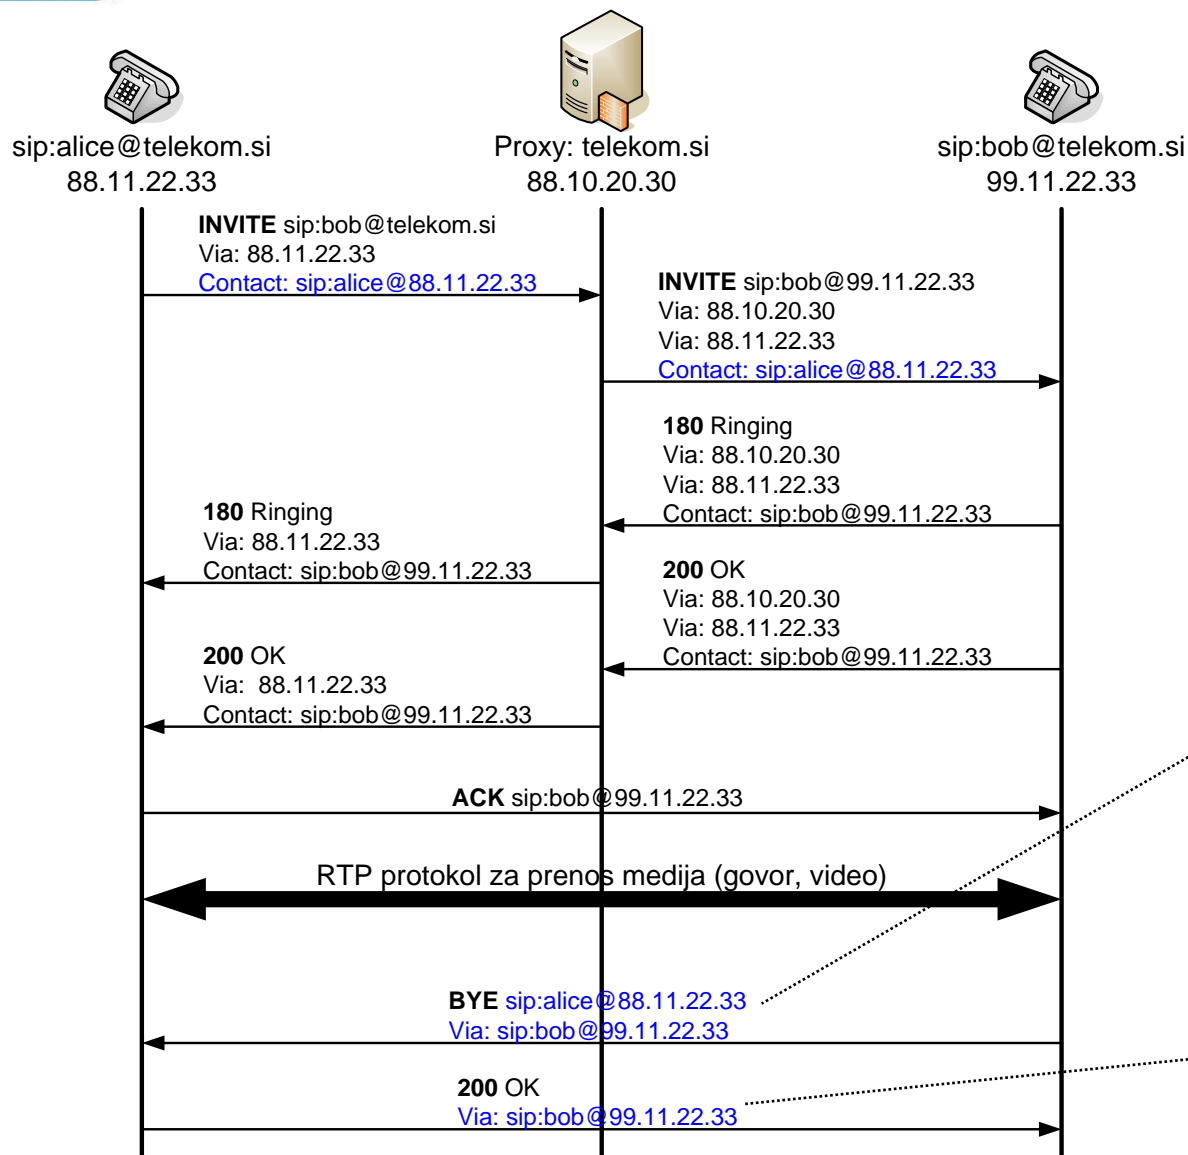 sip:alice@telekom.si
88.11.22.33
Proxy: telekom.si
88.10.20.30
sip:bob@telekom.si
99.11.22.33
INVITE sip:bob@telekom.si
Via: 88.11.22.33
Contact: sip:alice@88.11.22.33
INVITE sip:bob@99.11.22.33
Via: 88.10.20.30
Via: 88.11.22.33
Contact: sip:alice@88.11.22.33
180 Ringing
Via: 88.10.20.30
Via: 88.11.22.33
Contact: sip:bob@99.11.22.33
180 Ringing
Via: 88.11.22.33
Contact: sip:bob@99.11.22.33
200 OK
Via: 88.10.20.30
Via: 88.11.22.33
Contact: sip:bob@99.11.22.33
200 OK
Via: 88.11.22.33
Contact: sip:bob@99.11.22.33
ACK sip:bob@99.11.22.33
RTP protokol za prenos medija (govor, video)
BYE sip:alice@88.11.22.33
Via: sip:bob@99.11.22.33
200 OK
Via: sip:bob@99.11.22.33